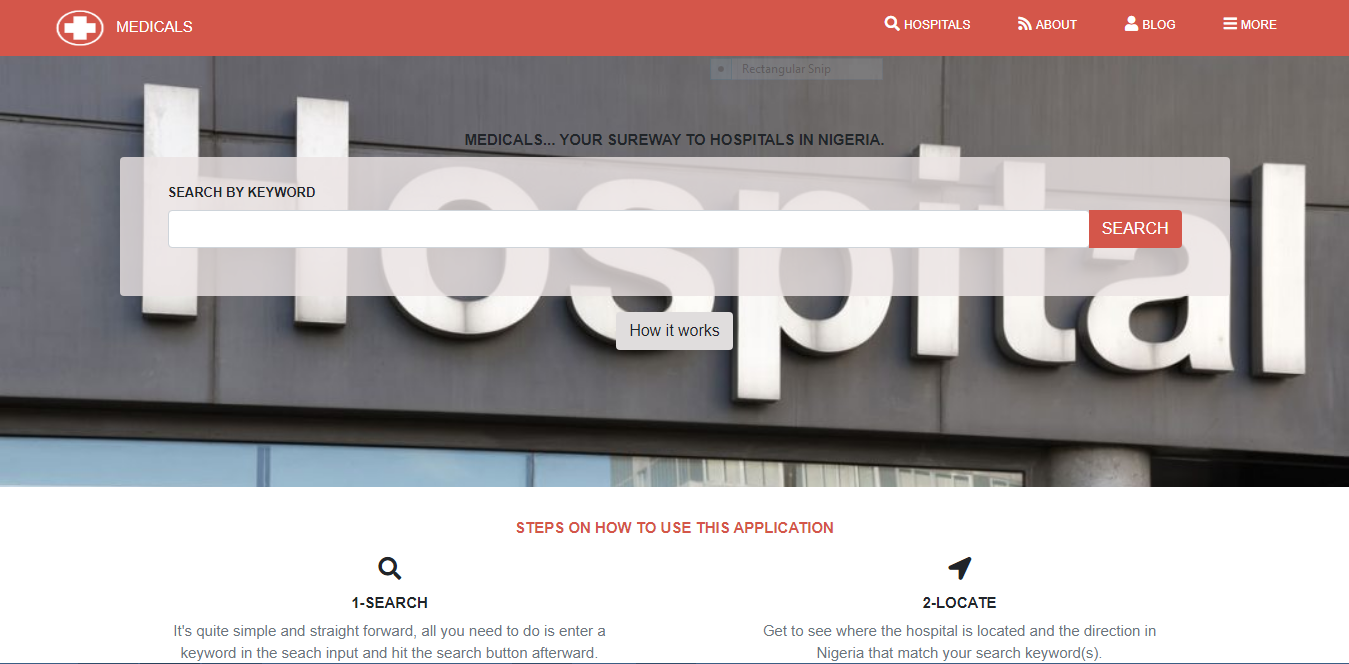 MEDICALS
HOSPITALS
ABOUT
BLOG
MORE
Rectangular Snip
MEDICALS... YOUR SUREWAY TO HOSPITALS IN NIGERIA.
Hospital
SEARCH BY KEYWORD
SEARCH
How it works
STEPS ON HOW TO USE THIS APPLICATION
1-SEARCH
It's quite simple and straight forward, all you need to do is enter a
keyword in the seach input and hit the search button afterward.
2-LOCATE
Get to see where the hospital is located and the direction in
Nigeria that match your search keyword(s).